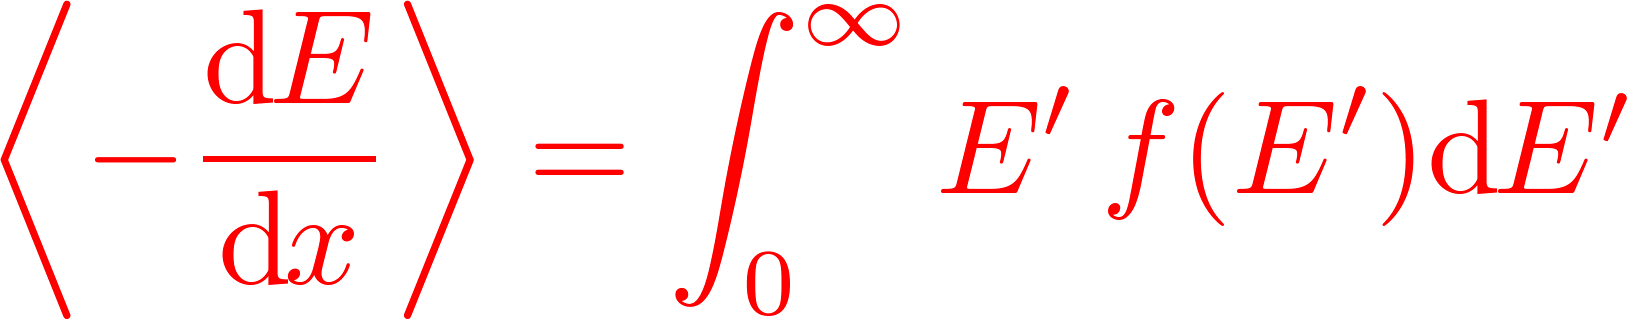 ⟨−dE/dx⟩ = ∫₀^∞ E′ f(E′)dE′